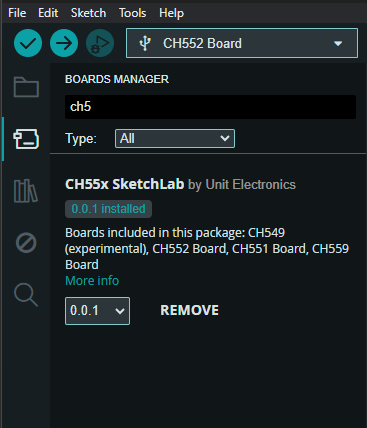 File Edit Sketch Tools Help
CH552 Board
BOARDS MANAGER
ch5
Type: All
CH55x SketchLab by Unit Electronics
0.0.1 installed
Boards included in this package: CH549
(experimental), CH552 Board, CH551 Board, CH559
Board
More info
0.0.1 REMOVE